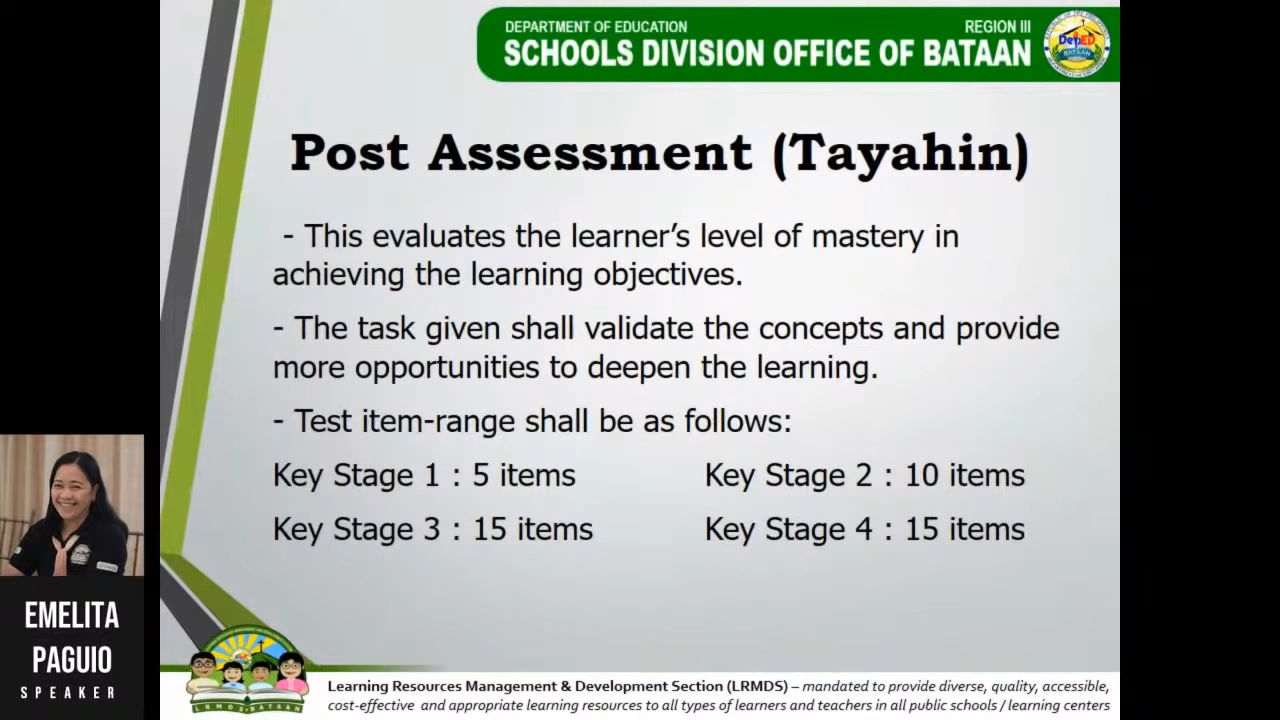 DEPARTMENT OF EDUCATION REGION III
SCHOOLS DIVISION OFFICE OF BATAAN
DepED
BATAAN
Post Assessment (Tayahin)
- This evaluates the learner’s level of mastery in
achieving the learning objectives.
- The task given shall validate the concepts and provide
more opportunities to deepen the learning.
- Test item-range shall be as follows:
Key Stage 1 : 5 items Key Stage 2 : 10 items
Key Stage 3 : 15 items Key Stage 4 : 15 items
EMELITA
PAGUIO
SPEAKER
LRMDS BATAAN
Learning Resources Management & Development Section (LRMDS) – mandated to provide diverse, quality, accessible,
cost-effective and appropriate learning resources to all types of learners and teachers in all public schools / learning centers